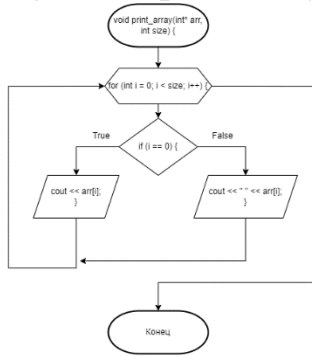 void print_array(int* arr,
int size) {
for (int i = 0; i < size; i++) {
True
False
if (i == 0) {
cout << arr[i];
}
cout << " " << arr[i];
}
Конец